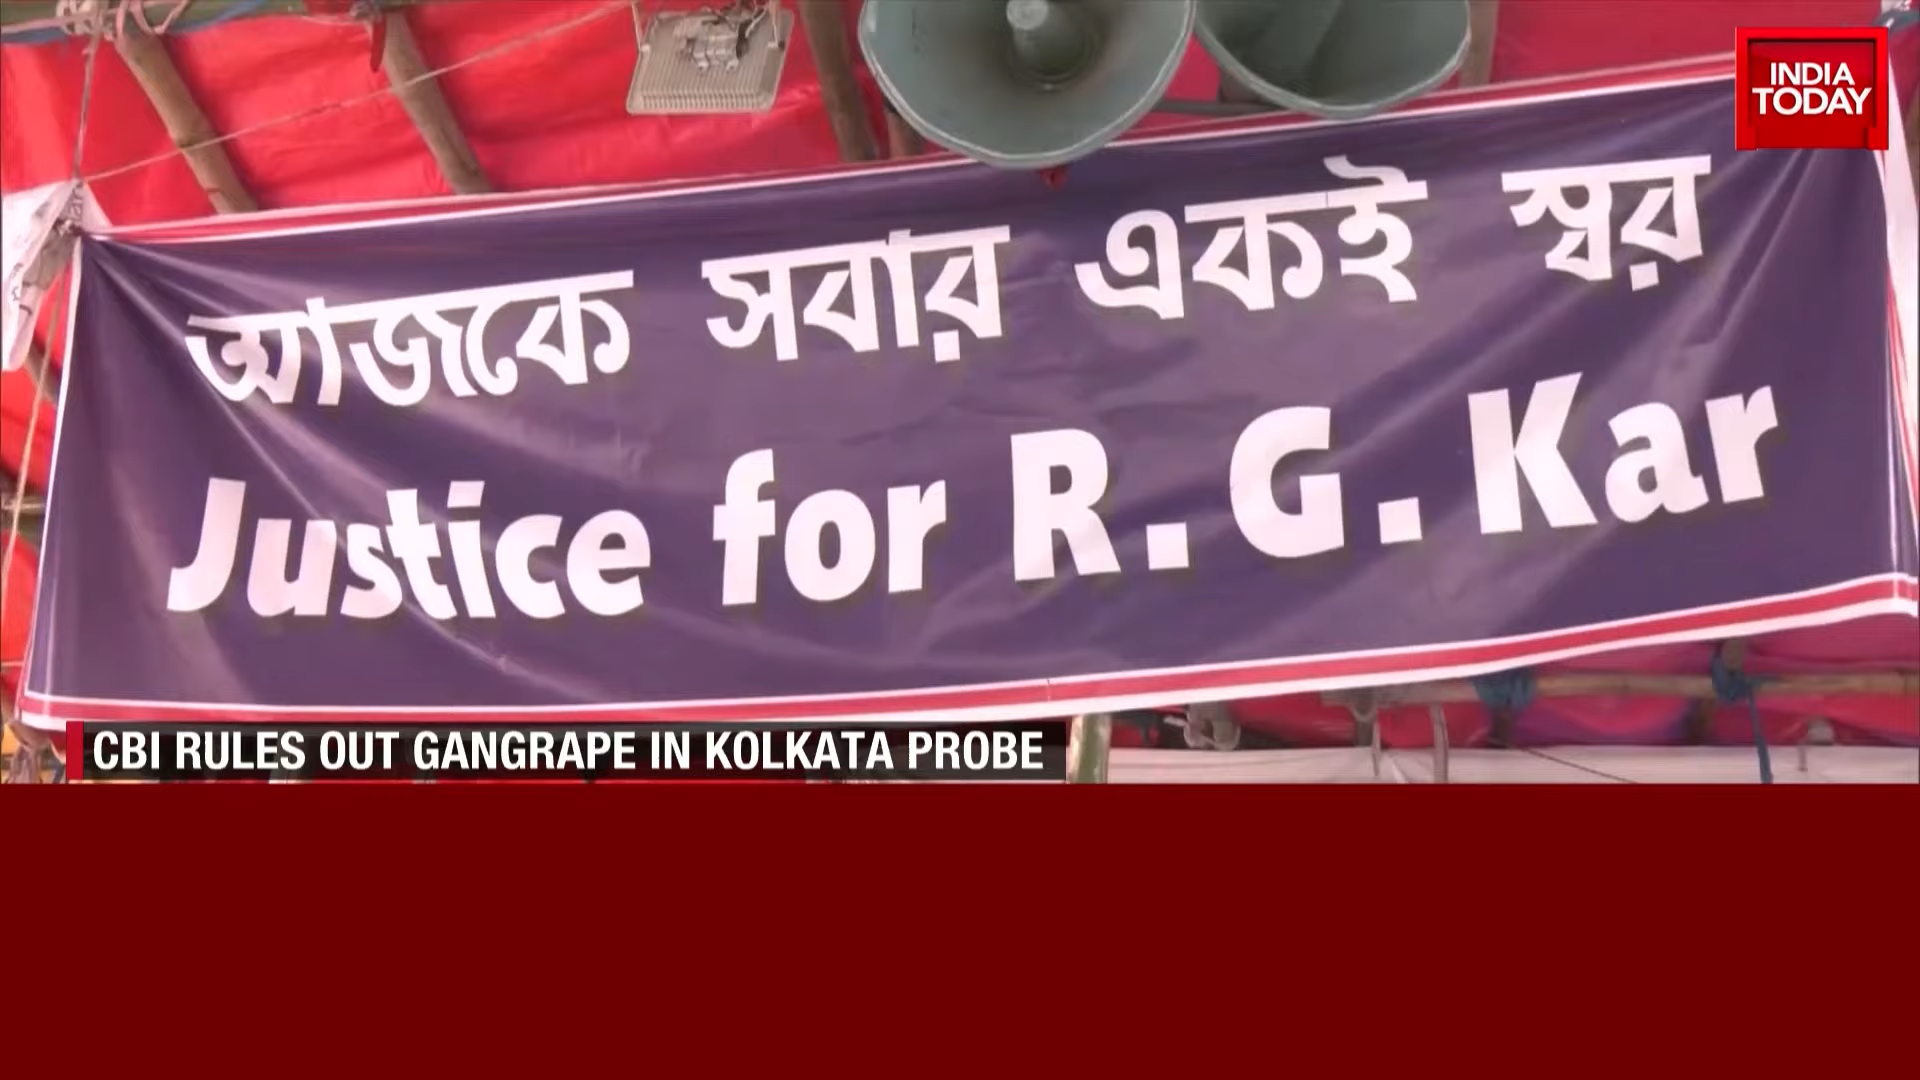 INDIA
TODAY
আজকে সবার একই স্বর
Justice for R.G.Kar
CBI RULES OUT GANGRAPE IN KOLKATA PROBE